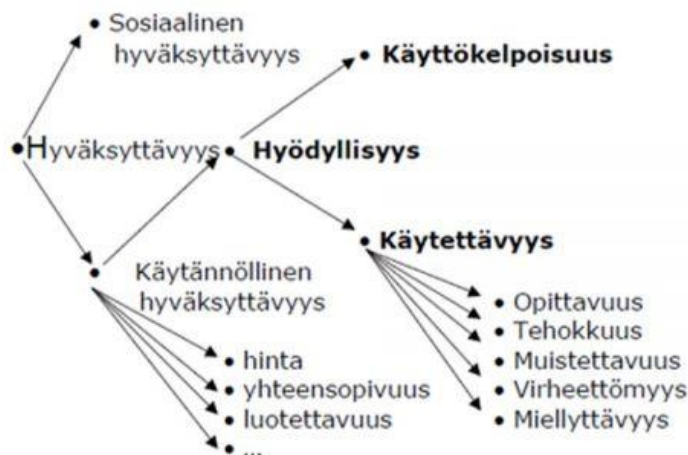 • Sosiaalinen
hyväksyttävyys
• Käyttökelpoisuus
• Hyväksyttävyys
• Hyödyllisyys
• Käytettävyys
• Käytännöllinen
hyväksyttävyys
• Opittavuus
• Tehokkuus
• Muistettavuus
• Virheettömyys
• Miellyttävyys
• hinta
• yhteensopivuus
• luotettavuus
• ...